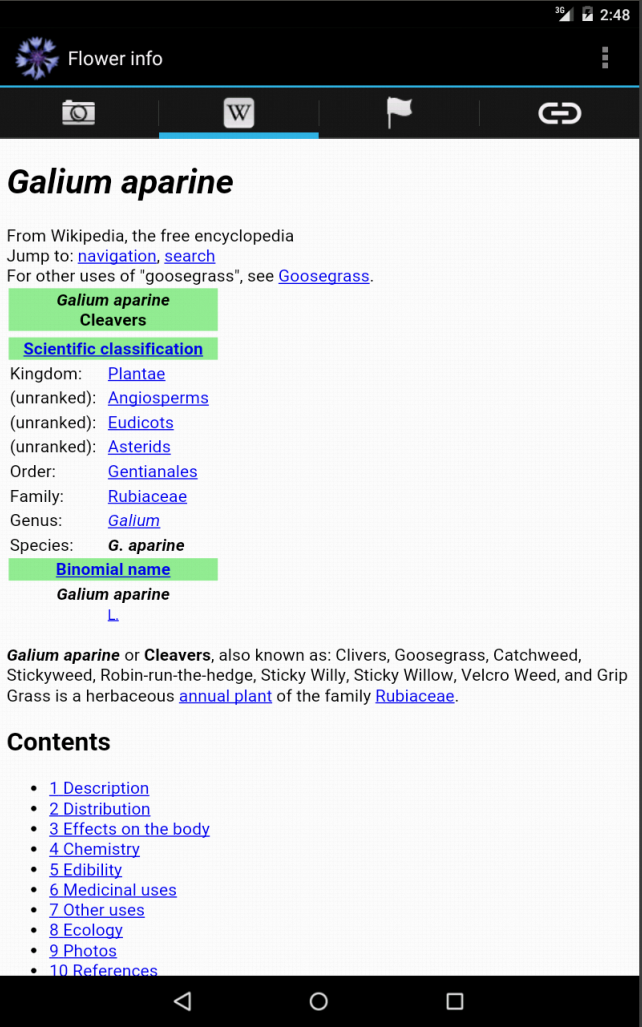 3G 2:48
Flower info
W
Galium aparine
From Wikipedia, the free encyclopedia
Jump to: navigation, search
For other uses of "goosegrass", see Goosegrass.
Galium aparine
Cleavers
Scientific classification
Kingdom: Plantae
(unranked): Angiosperms
(unranked): Eudicots
(unranked): Asterids
Order: Gentianales
Family: Rubiaceae
Genus: Galium
Species: G. aparine
Binomial name
Galium aparine
L.
Galium aparine or Cleavers, also known as: Clivers, Goosegrass, Catchweed,
Stickyweed, Robin-run-the-hedge, Sticky Willy, Sticky Willow, Velcro Weed, and Grip
Grass is a herbaceous annual plant of the family Rubiaceae.
Contents
• 1 Description
• 2 Distribution
• 3 Effects on the body
• 4 Chemistry
• 5 Edibility
• 6 Medicinal uses
• 7 Other uses
• 8 Ecology
• 9 Photos
• 10 References